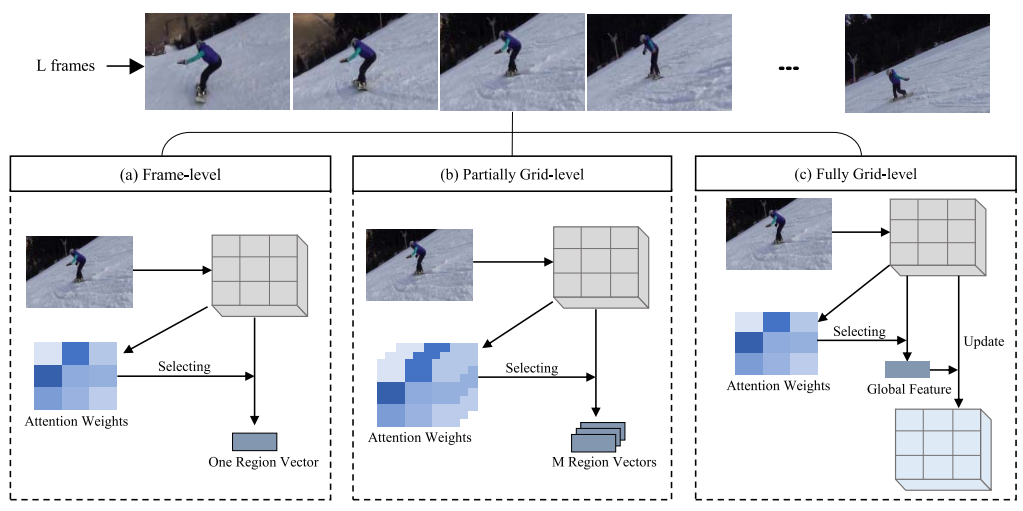 L frames
...
(a) Frame-level
(b) Partially Grid-level
(c) Fully Grid-level
Selecting
Attention Weights
One Region Vector
Selecting
Attention Weights
M Region Vectors
Selecting
Update
Attention Weights
Global Feature